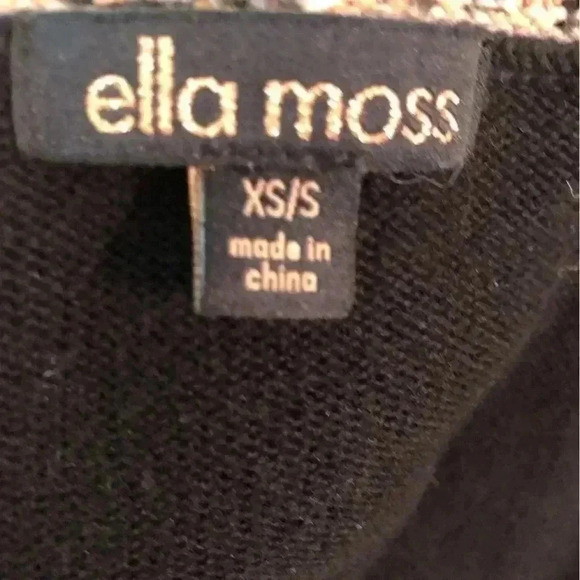 ella moss
XS/S
made in
china